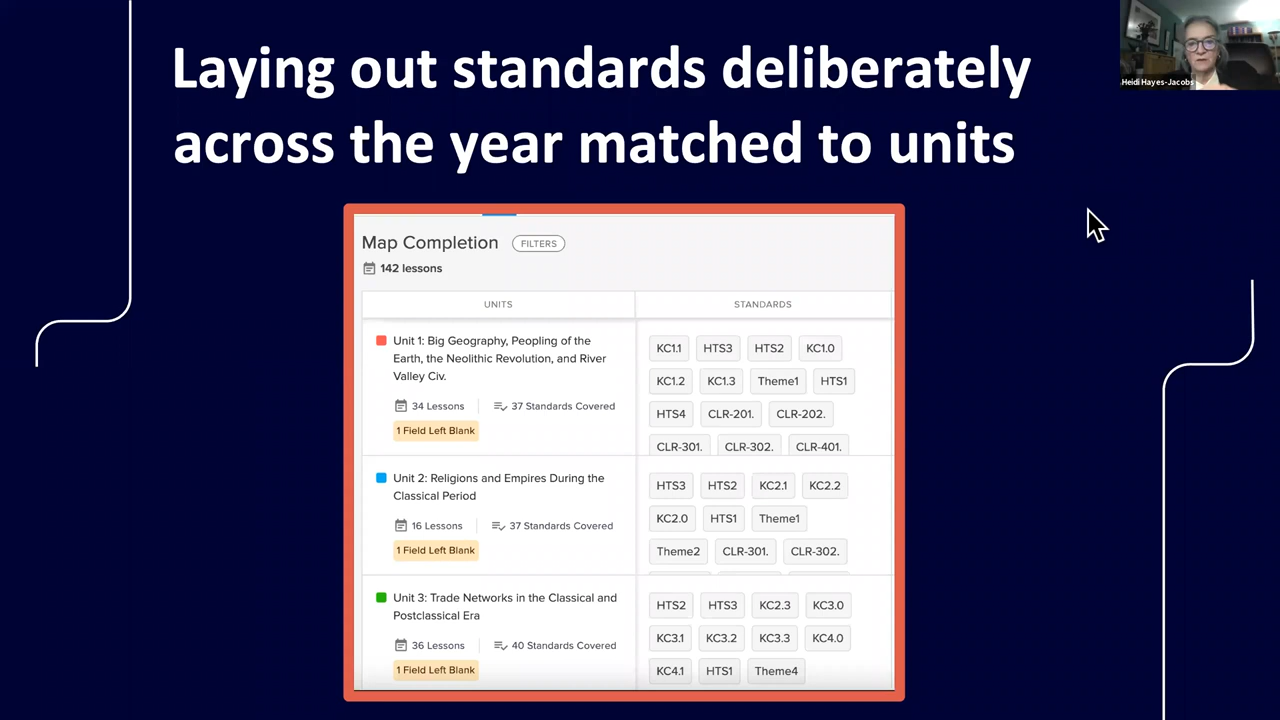 Laying out standards deliberately
across the year matched to units
Heidi Hayes-Jacobs
Map Completion FILTERS
142 lessons
UNITS STANDARDS
Unit 1: Big Geography, Peopling of the
Earth, the Neolithic Revolution, and River
Valley Civ.
34 Lessons 37 Standards Covered
1 Field Left Blank
KC1.1 HTS3 HTS2 KC1.0
KC1.2 KC1.3 Theme1 HTS1
HTS4 CLR-201. CLR-202.
CLR-301. CLR-302. CLR-401.
Unit 2: Religions and Empires During the
Classical Period
16 Lessons 37 Standards Covered
1 Field Left Blank
HTS3 HTS2 KC2.1 KC2.2
KC2.0 HTS1 Theme1
Theme2 CLR-301. CLR-302.
Unit 3: Trade Networks in the Classical and
Postclassical Era
36 Lessons 40 Standards Covered
1 Field Left Blank
HTS2 HTS3 KC2.3 KC3.0
KC3.1 KC3.2 KC3.3 KC4.0
KC4.1 HTS1 Theme4